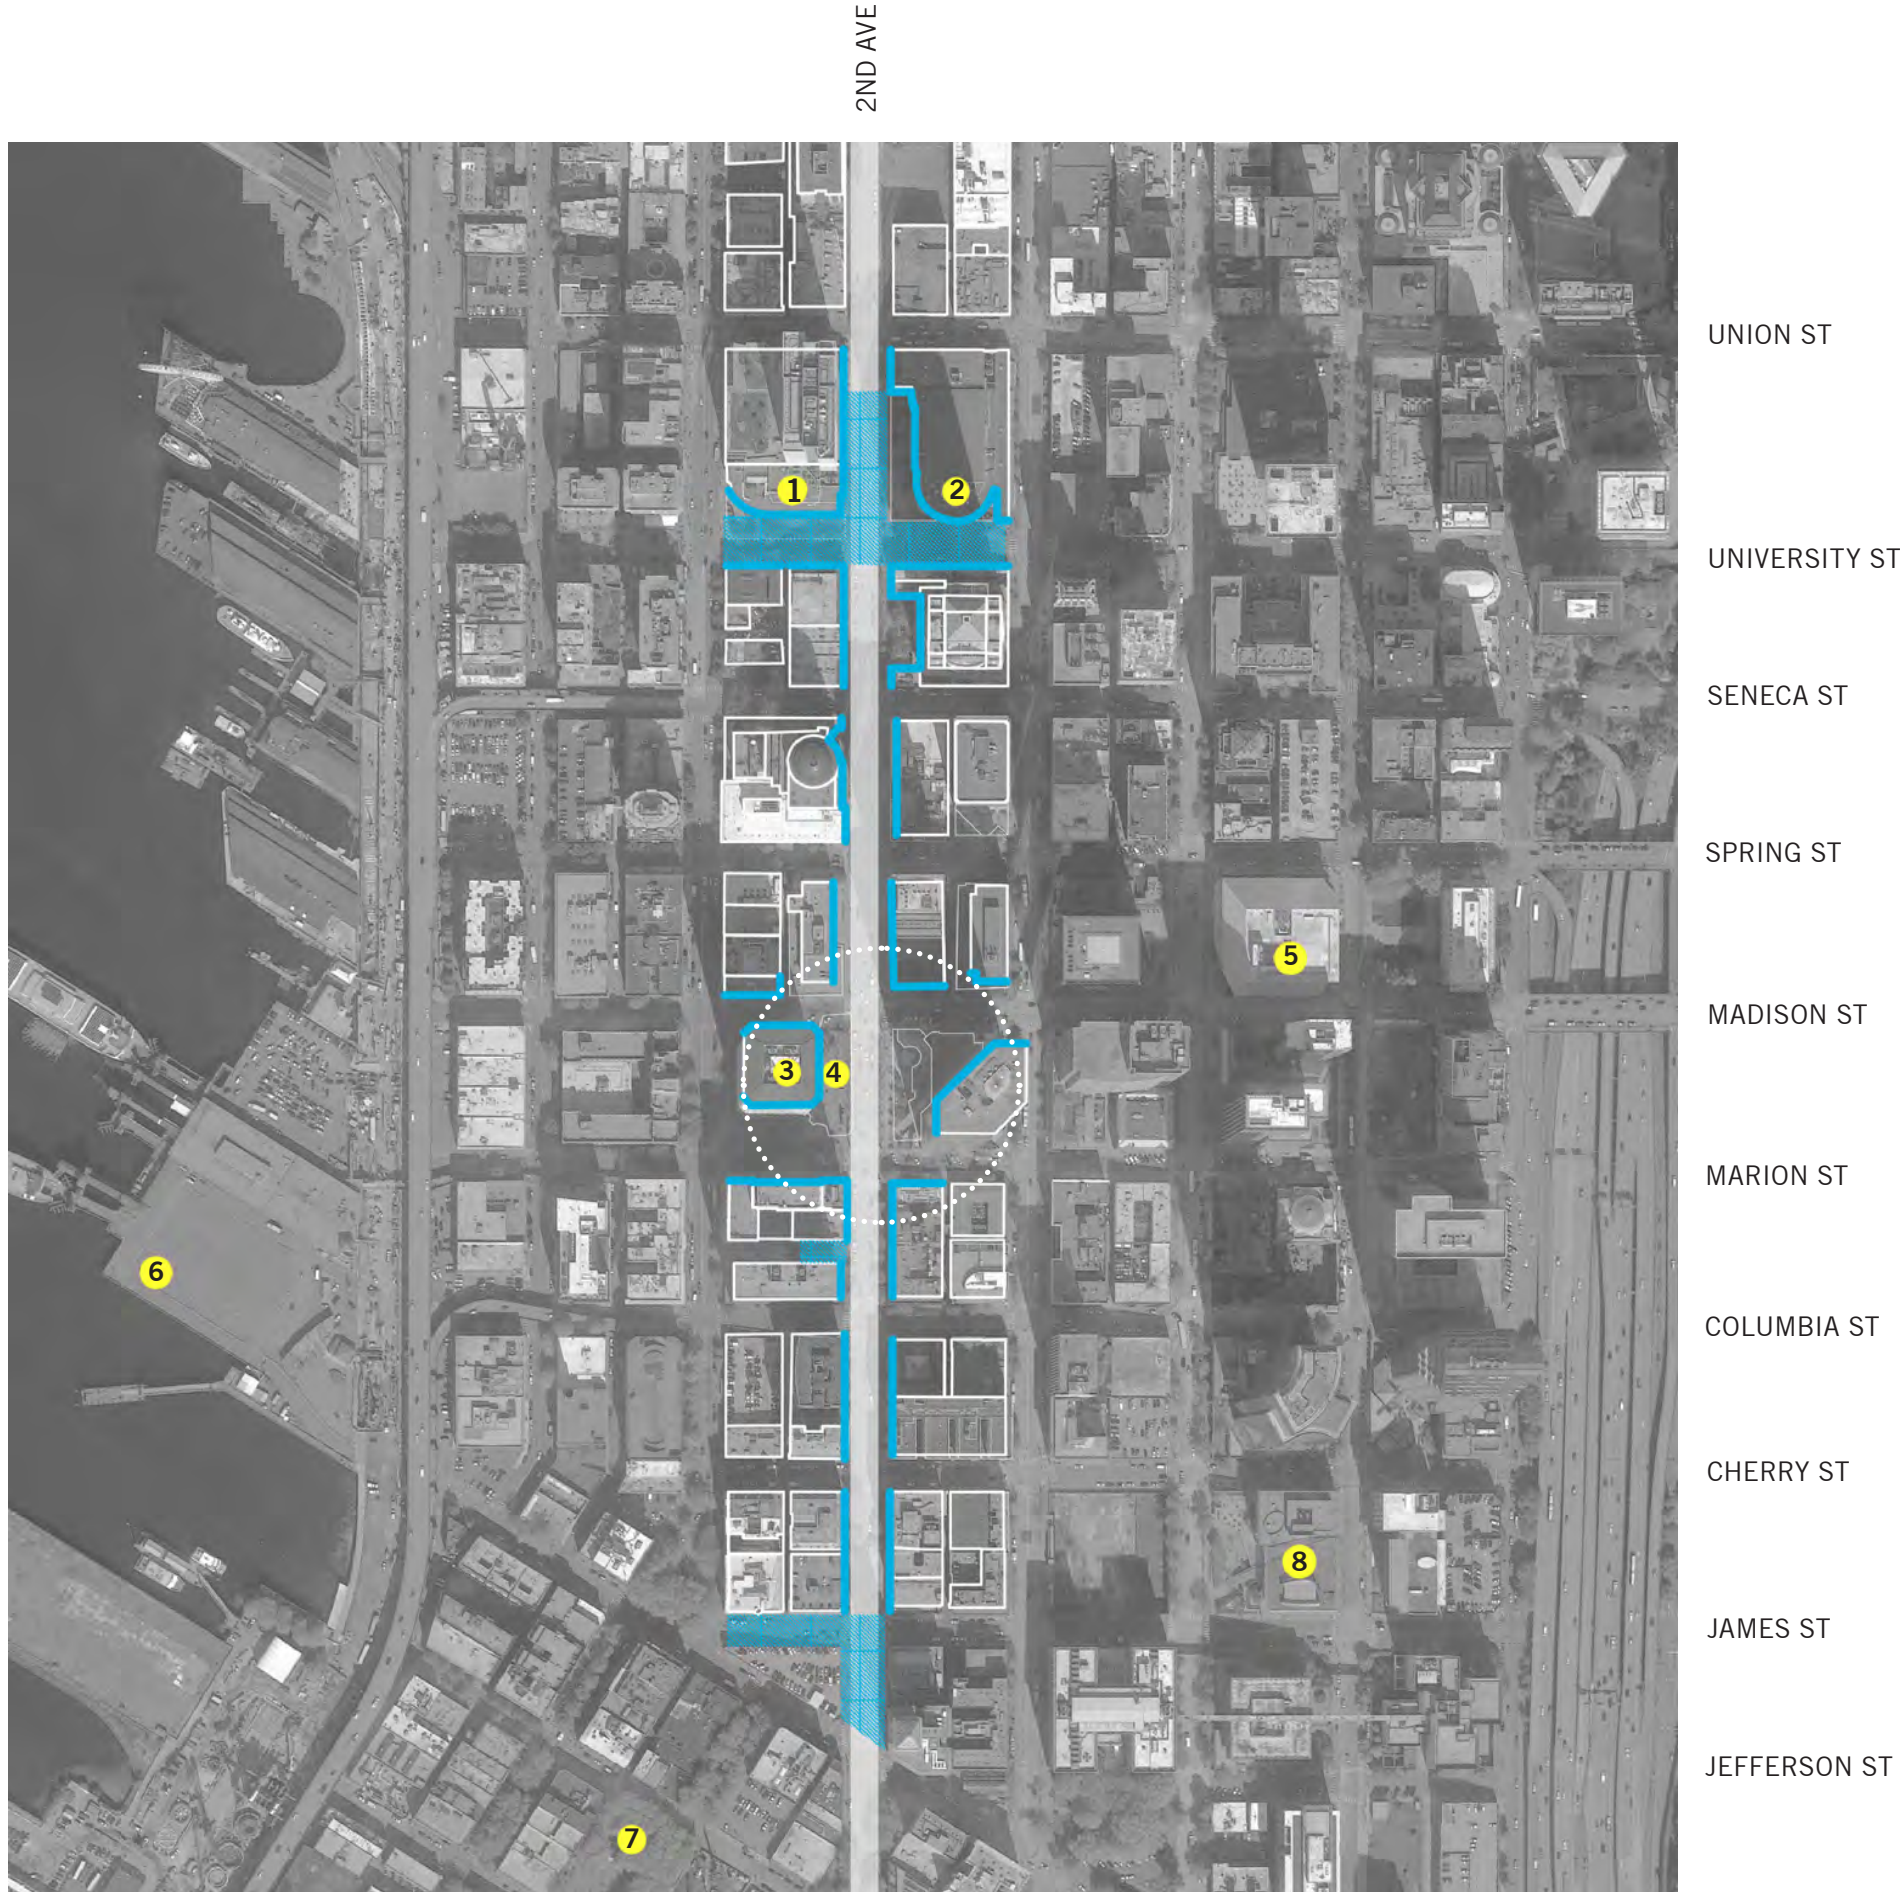 2ND AVE
UNION ST
1
2
UNIVERSITY ST
SENECA ST
SPRING ST
5
MADISON ST
3
4
MARION ST
6
COLUMBIA ST
CHERRY ST
8
JAMES ST
JEFFERSON ST
7